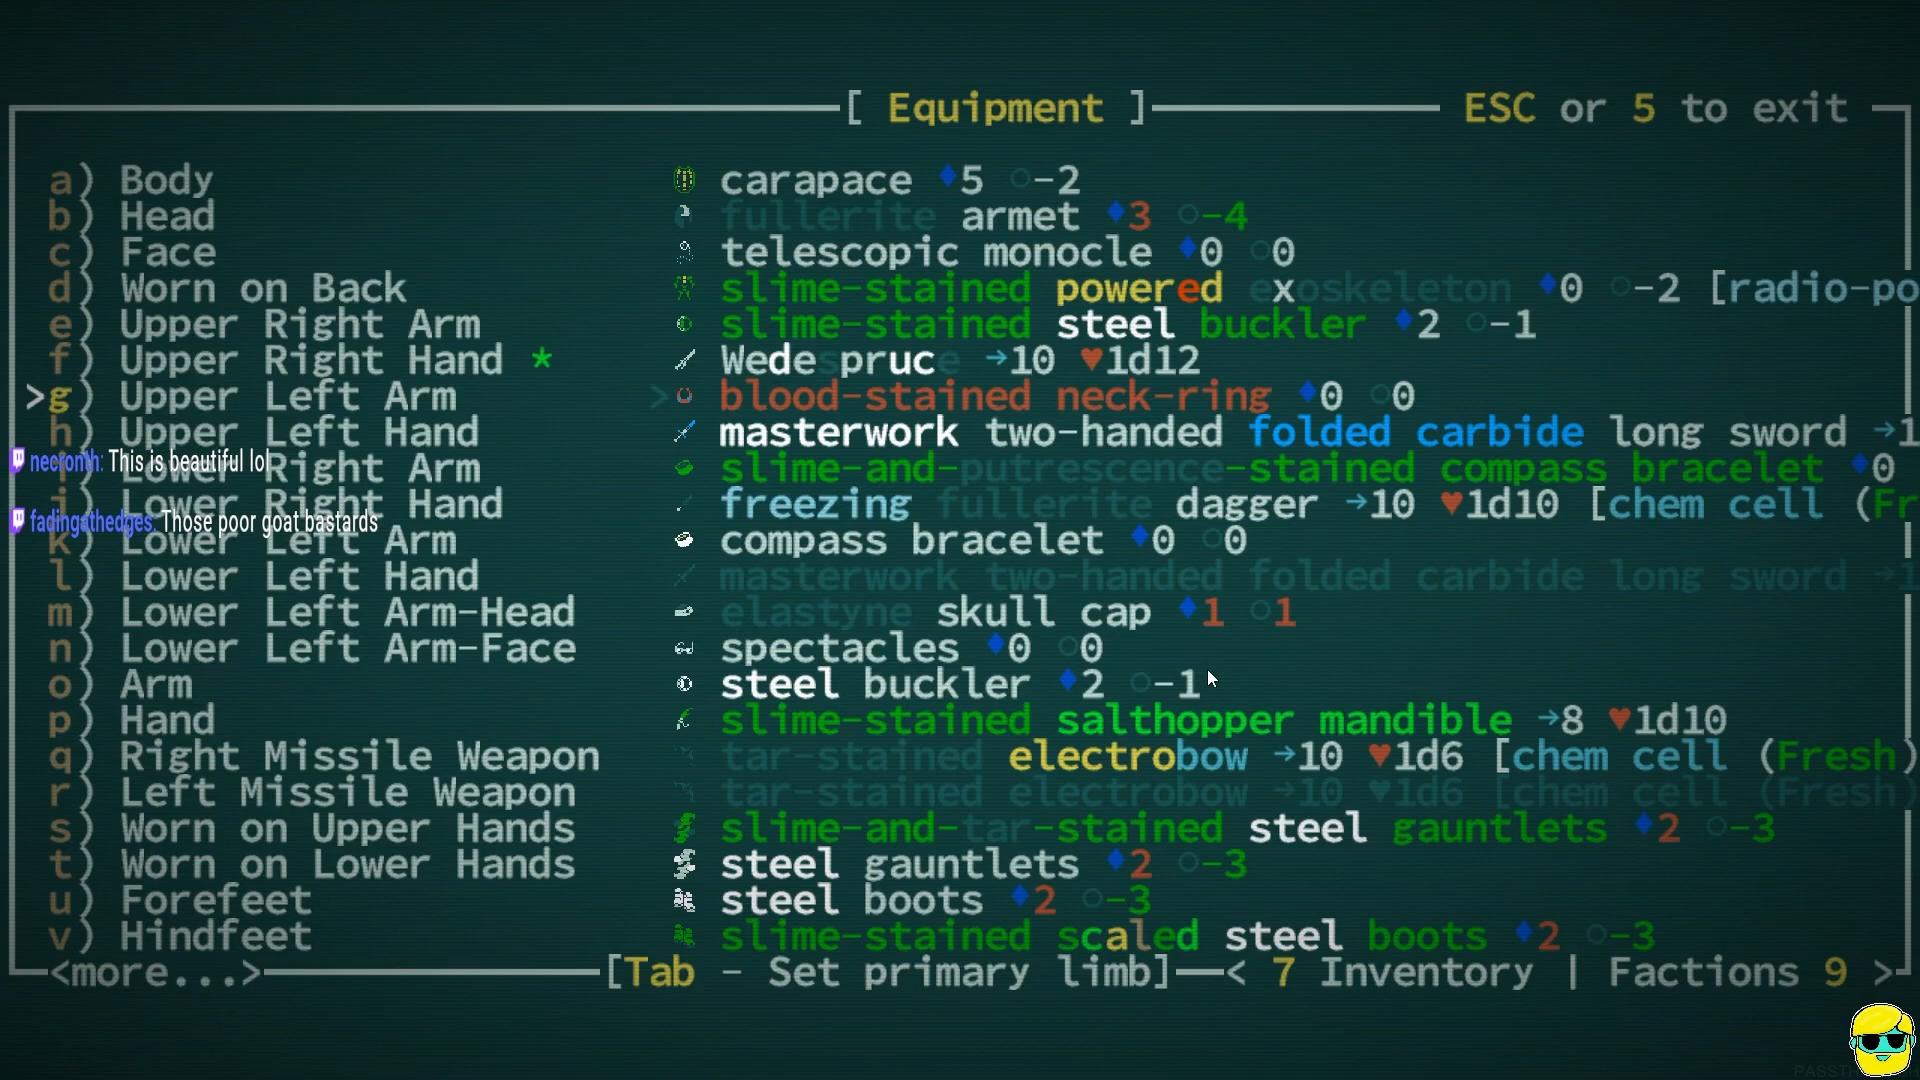 [ Equipment ] ESC or 5 to exit
a) Body carapace ♦5 ○-2
b) Head fullerite armet ♦3 ○-4
c) Face telescopic monocle ♦0 ○0
d) Worn on Back slime-stained powered exoskeleton ♦0 ○-2 [radio-po
e) Upper Right Arm slime-stained steel buckler ♦2 ○-1
f) Upper Right Hand * Wedespruce →10 ♥1d12
>g) Upper Left Arm > blood-stained neck-ring ♦0 ○0
h) Upper Left Hand masterwork two-handed folded carbide long sword →1
necronth: This is beautiful lol
Lower Right Arm slime-and-putrescence-stained compass bracelet ♦0
j) Lower Right Hand freezing fullerite dagger →10 ♥1d10 [chem cell (Fr
fadingathedges: Those poor goat bastards
k) Lower Left Arm compass bracelet ♦0 ○0
l) Lower Left Hand masterwork two-handed folded carbide long sword →1
m) Lower Left Arm-Head elastyne skull cap ♦1 ○1
n) Lower Left Arm-Face spectacles ♦0 ○0
o) Arm steel buckler ♦2 ○-1
p) Hand slime-stained salthopper mandible →8 ♥1d10
q) Right Missile Weapon tar-stained electrobow →10 ♥1d6 [chem cell (Fresh)
r) Left Missile Weapon tar-stained electrobow →10 ♥1d6 [chem cell (Fresh)
s) Worn on Upper Hands slime-and-tar-stained steel gauntlets ♦2 ○-3
t) Worn on Lower Hands steel gauntlets ♦2 ○-3
u) Forefeet steel boots ♦2 ○-3
v) Hindfeet slime-stained scaled steel boots ♦2 ○-3
<more...> [Tab - Set primary limb] < 7 Inventory | Factions 9 >